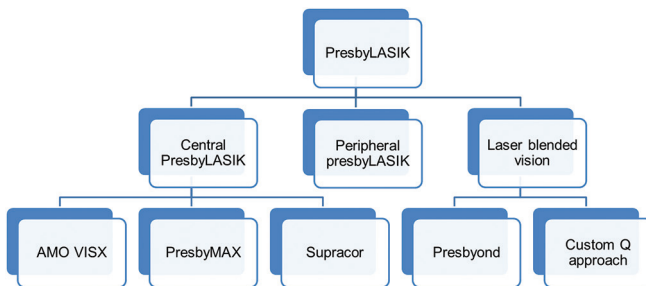 PresbyLASIK
Central
PresbyLASIK
Peripheral
presbyLASIK
Laser blended
vision
AMO VISX
PresbyMAX
Supracor
Presbyond
Custom Q
approach